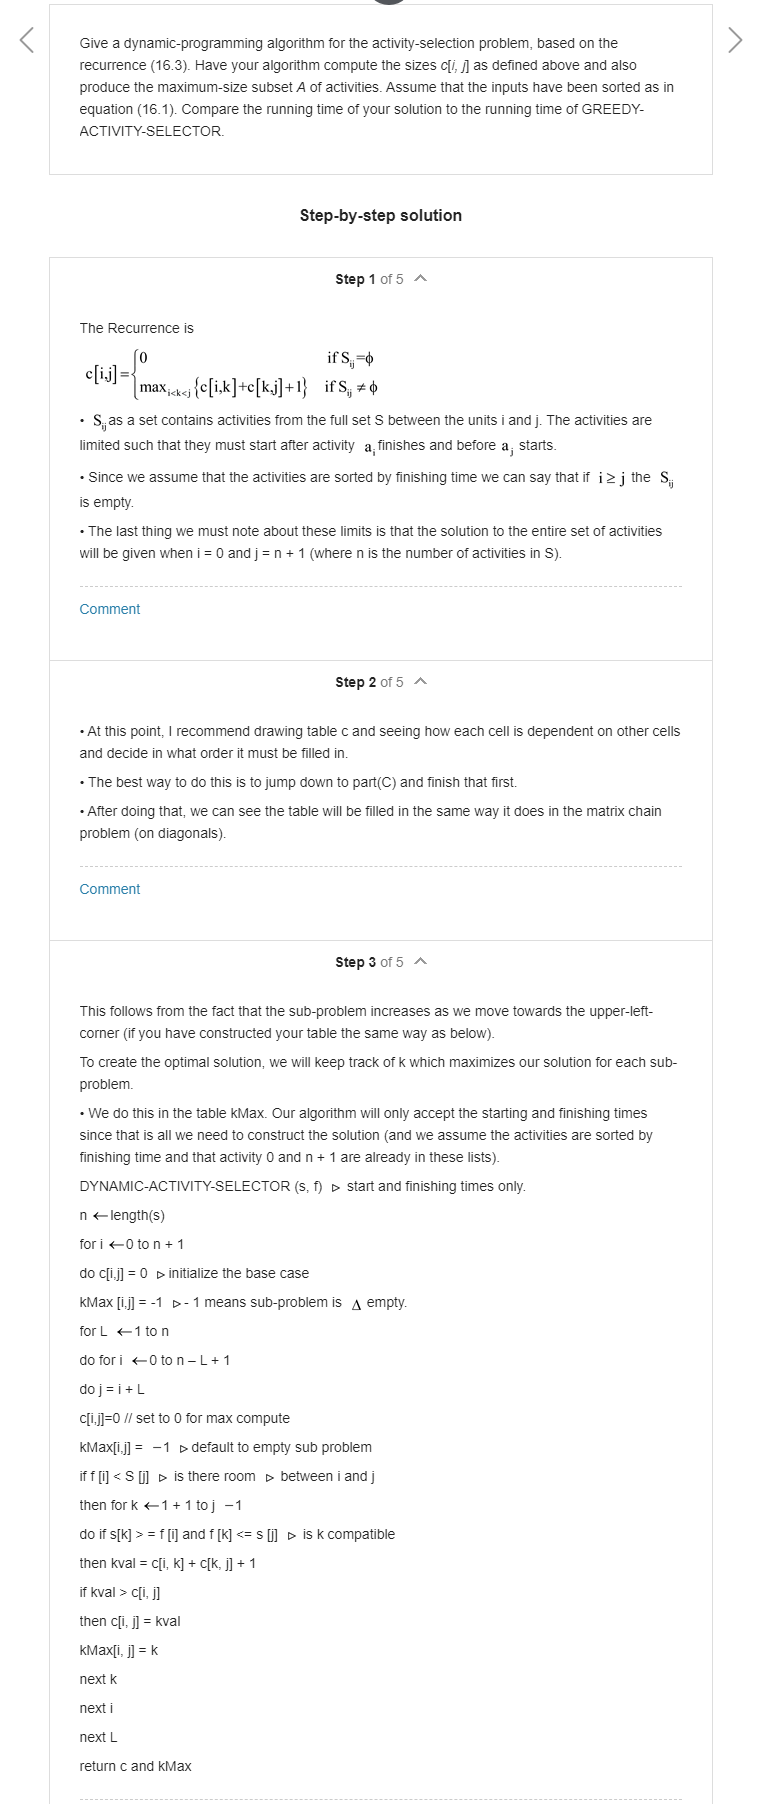 Give a dynamic-programming algorithm for the activity-selection problem, based on the
recurrence (16.3). Have your algorithm compute the sizes c[i, j] as defined above and also
produce the maximum-size subset A of activities. Assume that the inputs have been sorted as in
equation (16.1). Compare the running time of your solution to the running time of GREEDY-
ACTIVITY-SELECTOR.
Step-by-step solution
Step 1 of 5
The Recurrence is
c[i,j]={0 if Sij=ϕ
max i<k<j {c[i,k]+c[k,j]+1} if Sij ≠ ϕ
• Sij as a set contains activities from the full set S between the units i and j. The activities are
limited such that they must start after activity ai finishes and before aj starts.
• Since we assume that the activities are sorted by finishing time we can say that if i ≥ j the Sij
is empty.
• The last thing we must note about these limits is that the solution to the entire set of activities
will be given when i = 0 and j = n + 1 (where n is the number of activities in S).
Comment
Step 2 of 5
• At this point, I recommend drawing table c and seeing how each cell is dependent on other cells
and decide in what order it must be filled in.
• The best way to do this is to jump down to part(C) and finish that first.
• After doing that, we can see the table will be filled in the same way it does in the matrix chain
problem (on diagonals).
Comment
Step 3 of 5
This follows from the fact that the sub-problem increases as we move towards the upper-left-
corner (if you have constructed your table the same way as below).
To create the optimal solution, we will keep track of k which maximizes our solution for each sub-
problem.
• We do this in the table kMax. Our algorithm will only accept the starting and finishing times
since that is all we need to construct the solution (and we assume the activities are sorted by
finishing time and that activity 0 and n + 1 are already in these lists).
DYNAMIC-ACTIVITY-SELECTOR (s, f) ▹ start and finishing times only.
n ←length(s)
for i ←0 to n + 1
do c[i,j] = 0 ▹ initialize the base case
kMax [i,j] = -1 ▹ - 1 means sub-problem is Δ empty.
for L ←1 to n
do for i ←0 to n – L + 1
do j = i + L
c[i,j]=0 // set to 0 for max compute
kMax[i,j] = −1 ▹ default to empty sub problem
if f [i] < S [j] ▹ is there room ▹ between i and j
then for k ←1 + 1 to j −1
do if s[k] > = f [i] and f [k] <= s [j] ▹ is k compatible
then kval = c[i, k] + c[k, j] + 1
if kval > c[i, j]
then c[i, j] = kval
kMax[i, j] = k
next k
next i
next L
return c and kMax